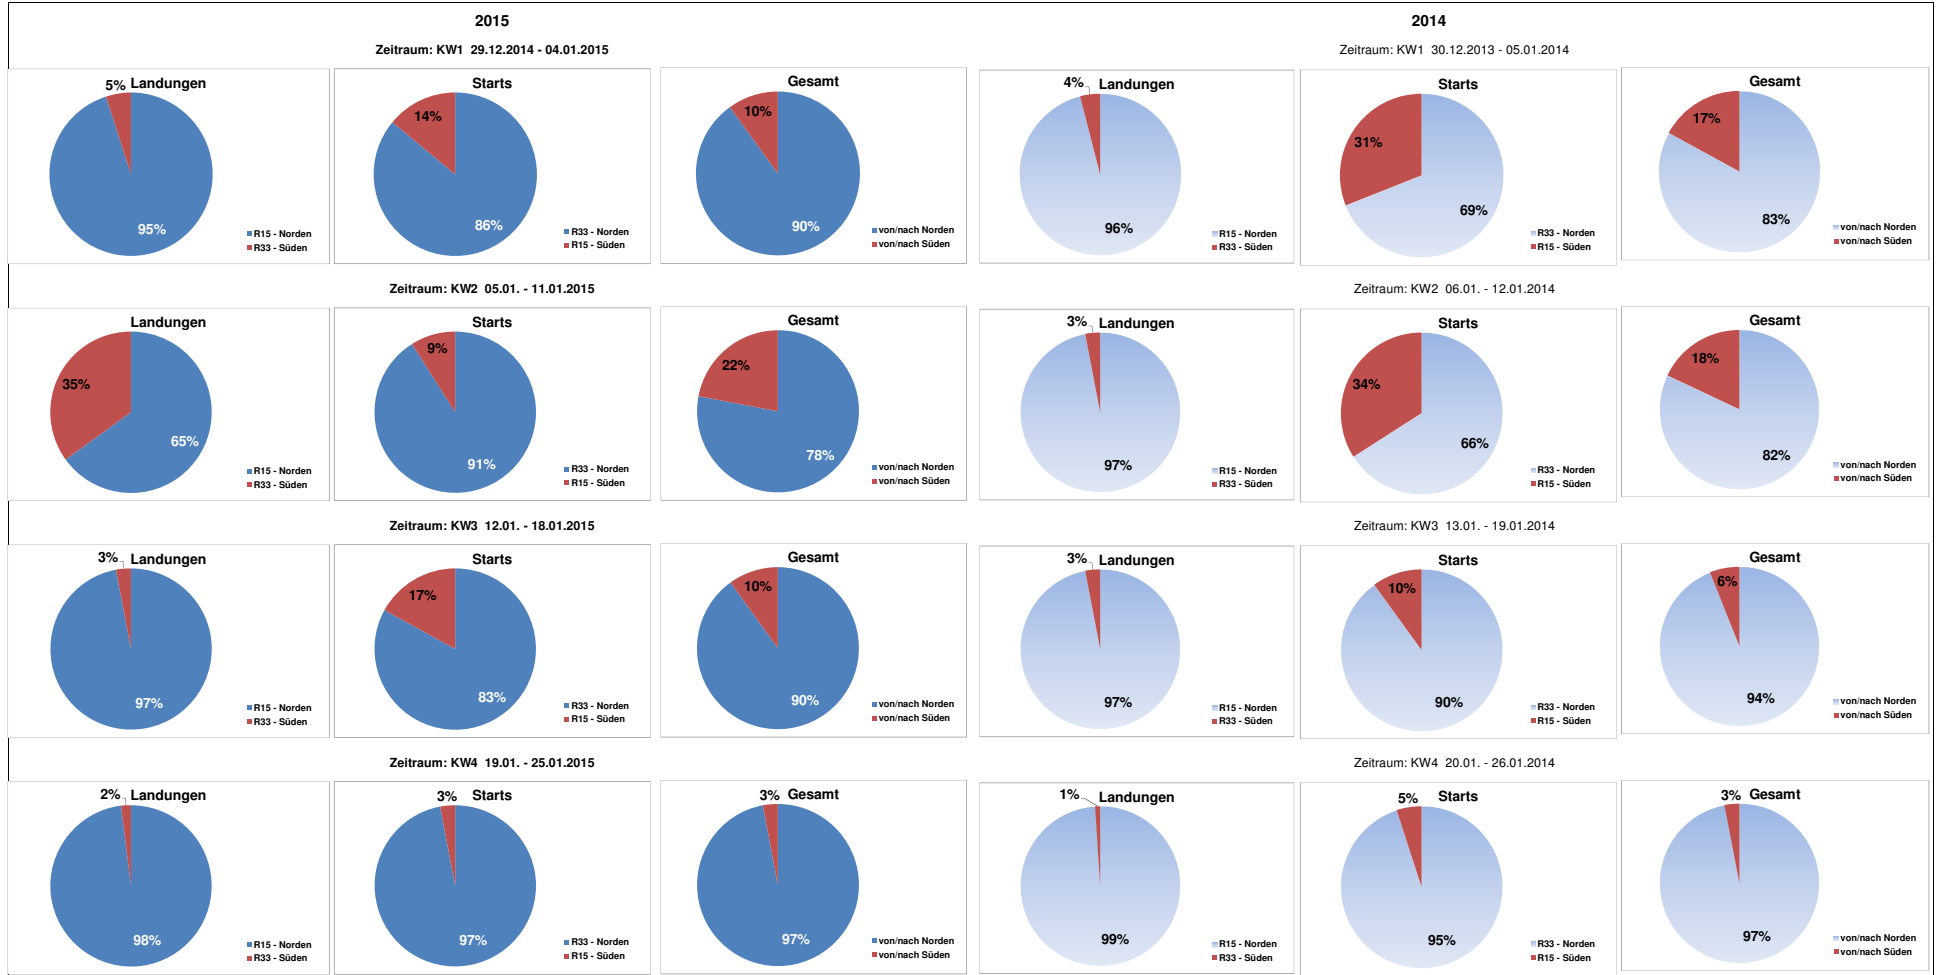 2015
2014
Zeitraum: KW1 29.12.2014 - 04.01.2015
Zeitraum: KW1 30.12.2013 - 05.01.2014
Landungen
5%
95%
R15 - Norden
R33 - Süden
Starts
14%
86%
R33 - Norden
R15 - Süden
Gesamt
10%
90%
von/nach Norden
von/nach Süden
Landungen
4%
96%
R15 - Norden
R33 - Süden
Starts
31%
69%
R33 - Norden
R15 - Süden
Gesamt
17%
83%
von/nach Norden
von/nach Süden
Zeitraum: KW2 05.01. - 11.01.2015
Zeitraum: KW2 06.01. - 12.01.2014
Landungen
35%
65%
R15 - Norden
R33 - Süden
Starts
9%
91%
R33 - Norden
R15 - Süden
Gesamt
22%
78%
von/nach Norden
von/nach Süden
Landungen
3%
97%
R15 - Norden
R33 - Süden
Starts
34%
66%
R33 - Norden
R15 - Süden
Gesamt
18%
82%
von/nach Norden
von/nach Süden
Zeitraum: KW3 12.01. - 18.01.2015
Zeitraum: KW3 13.01. - 19.01.2014
Landungen
3%
97%
R15 - Norden
R33 - Süden
Starts
17%
83%
R33 - Norden
R15 - Süden
Gesamt
10%
90%
von/nach Norden
von/nach Süden
Landungen
3%
97%
R15 - Norden
R33 - Süden
Starts
10%
90%
R33 - Norden
R15 - Süden
Gesamt
6%
94%
von/nach Norden
von/nach Süden
Zeitraum: KW4 19.01. - 25.01.2015
Zeitraum: KW4 20.01. - 26.01.2014
Landungen
2%
98%
R15 - Norden
R33 - Süden
Starts
3%
97%
R33 - Norden
R15 - Süden
Gesamt
3%
97%
von/nach Norden
von/nach Süden
Landungen
1%
99%
R15 - Norden
R33 - Süden
Starts
5%
95%
R33 - Norden
R15 - Süden
Gesamt
3%
97%
von/nach Norden
von/nach Süden